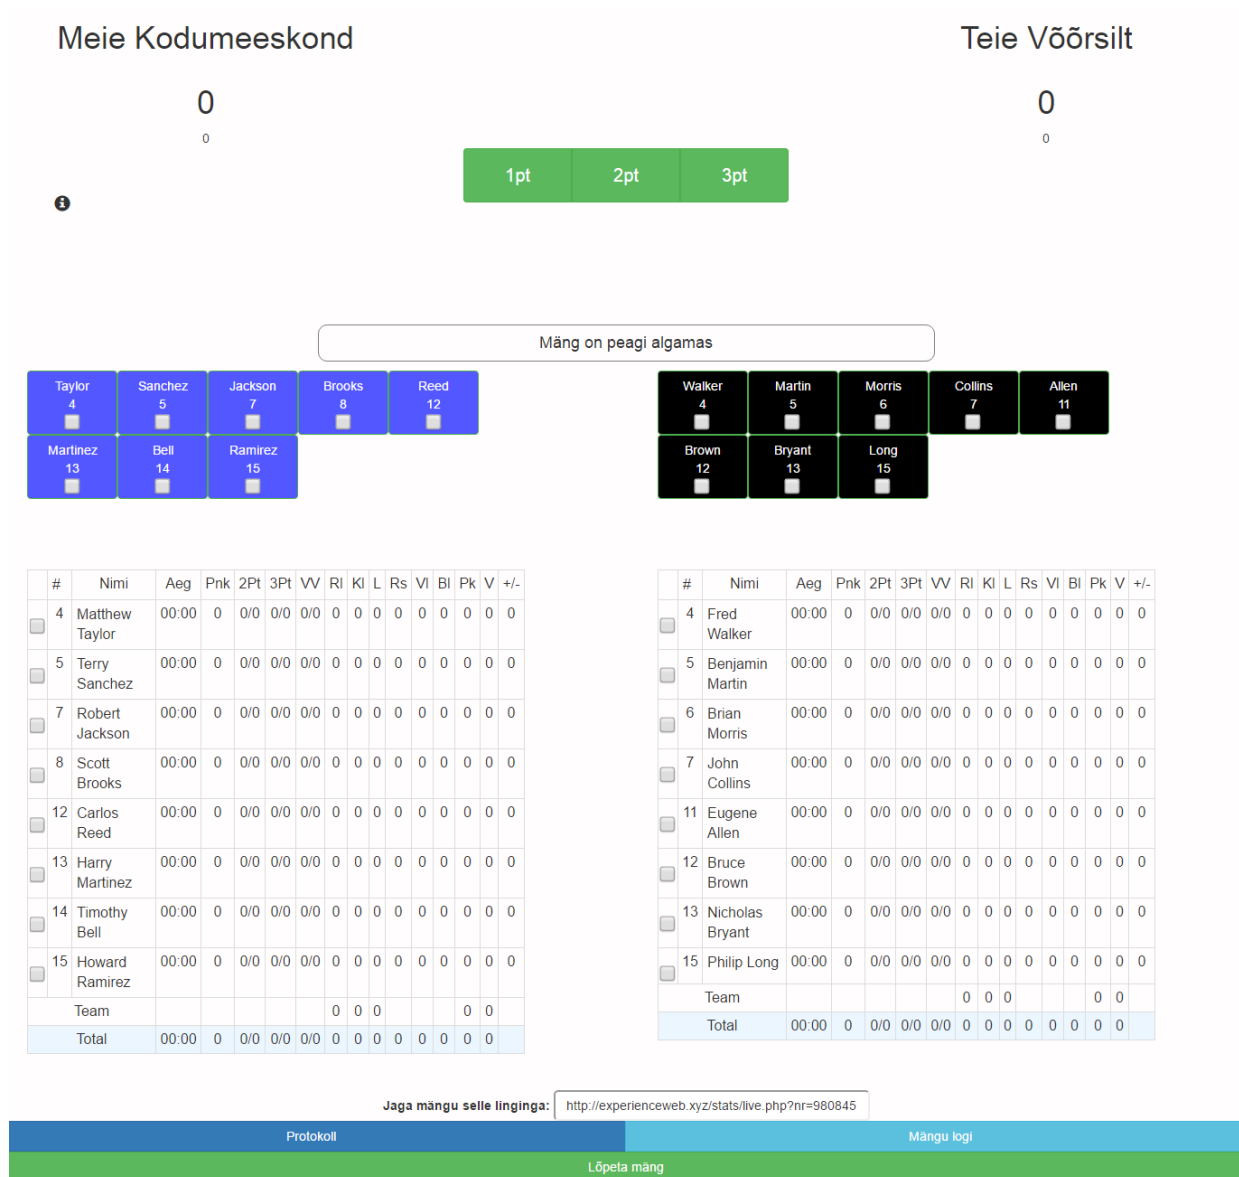 Meie Kodumeeskond Teie Võõrsilt
0 0
0 0
1pt 2pt 3pt
Mäng on peagi algamas
Taylor Sanchez Jackson Brooks Reed Walker Martin Morris Collins Allen
4 5 7 8 12 4 5 6 7 11
Martinez Bell Ramirez Brown Bryant Long
13 14 15 12 13 15
# Nimi Aeg Pnk 2Pt 3Pt VV Rl Kl L Rs Vl Bl Pk V +/-
4 Matthew 00:00 0 0/0 0/0 0/0 0 0 0 0 0 0 0 0 0
Taylor
5 Terry 00:00 0 0/0 0/0 0/0 0 0 0 0 0 0 0 0 0
Sanchez
7 Robert 00:00 0 0/0 0/0 0/0 0 0 0 0 0 0 0 0 0
Jackson
8 Scott 00:00 0 0/0 0/0 0/0 0 0 0 0 0 0 0 0 0
Brooks
12 Carlos 00:00 0 0/0 0/0 0/0 0 0 0 0 0 0 0 0 0
Reed
13 Harry 00:00 0 0/0 0/0 0/0 0 0 0 0 0 0 0 0 0
Martinez
14 Timothy 00:00 0 0/0 0/0 0/0 0 0 0 0 0 0 0 0 0
Bell
15 Howard 00:00 0 0/0 0/0 0/0 0 0 0 0 0 0 0 0 0
Ramirez
Team 0 0 0 0 0
Total 00:00 0 0/0 0/0 0/0 0 0 0 0 0 0 0 0
# Nimi Aeg Pnk 2Pt 3Pt VV Rl Kl L Rs Vl Bl Pk V +/-
4 Fred 00:00 0 0/0 0/0 0/0 0 0 0 0 0 0 0 0 0
Walker
5 Benjamin 00:00 0 0/0 0/0 0/0 0 0 0 0 0 0 0 0 0
Martin
6 Brian 00:00 0 0/0 0/0 0/0 0 0 0 0 0 0 0 0 0
Morris
7 John 00:00 0 0/0 0/0 0/0 0 0 0 0 0 0 0 0 0
Collins
11 Eugene 00:00 0 0/0 0/0 0/0 0 0 0 0 0 0 0 0 0
Allen
12 Bruce 00:00 0 0/0 0/0 0/0 0 0 0 0 0 0 0 0 0
Brown
13 Nicholas 00:00 0 0/0 0/0 0/0 0 0 0 0 0 0 0 0 0
Bryant
15 Philip Long 00:00 0 0/0 0/0 0/0 0 0 0 0 0 0 0 0 0
Team 0 0 0 0 0
Total 00:00 0 0/0 0/0 0/0 0 0 0 0 0 0 0 0
Jaga mängu selle linginga: http://experienceweb.xyz/stats/live.php?nr=980845
Protokoll Mängu logi
Lõpeta mäng